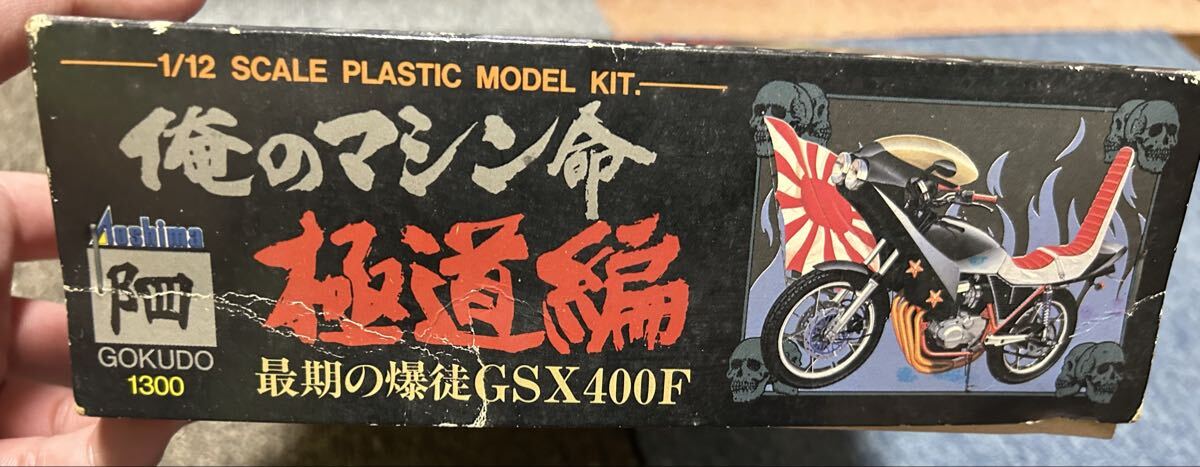 1/12 SCALE PLASTIC MODEL KIT.
俺のマシン命
Aoshima
極道編
GOKUDO
1300
最期の爆徒GSX400F